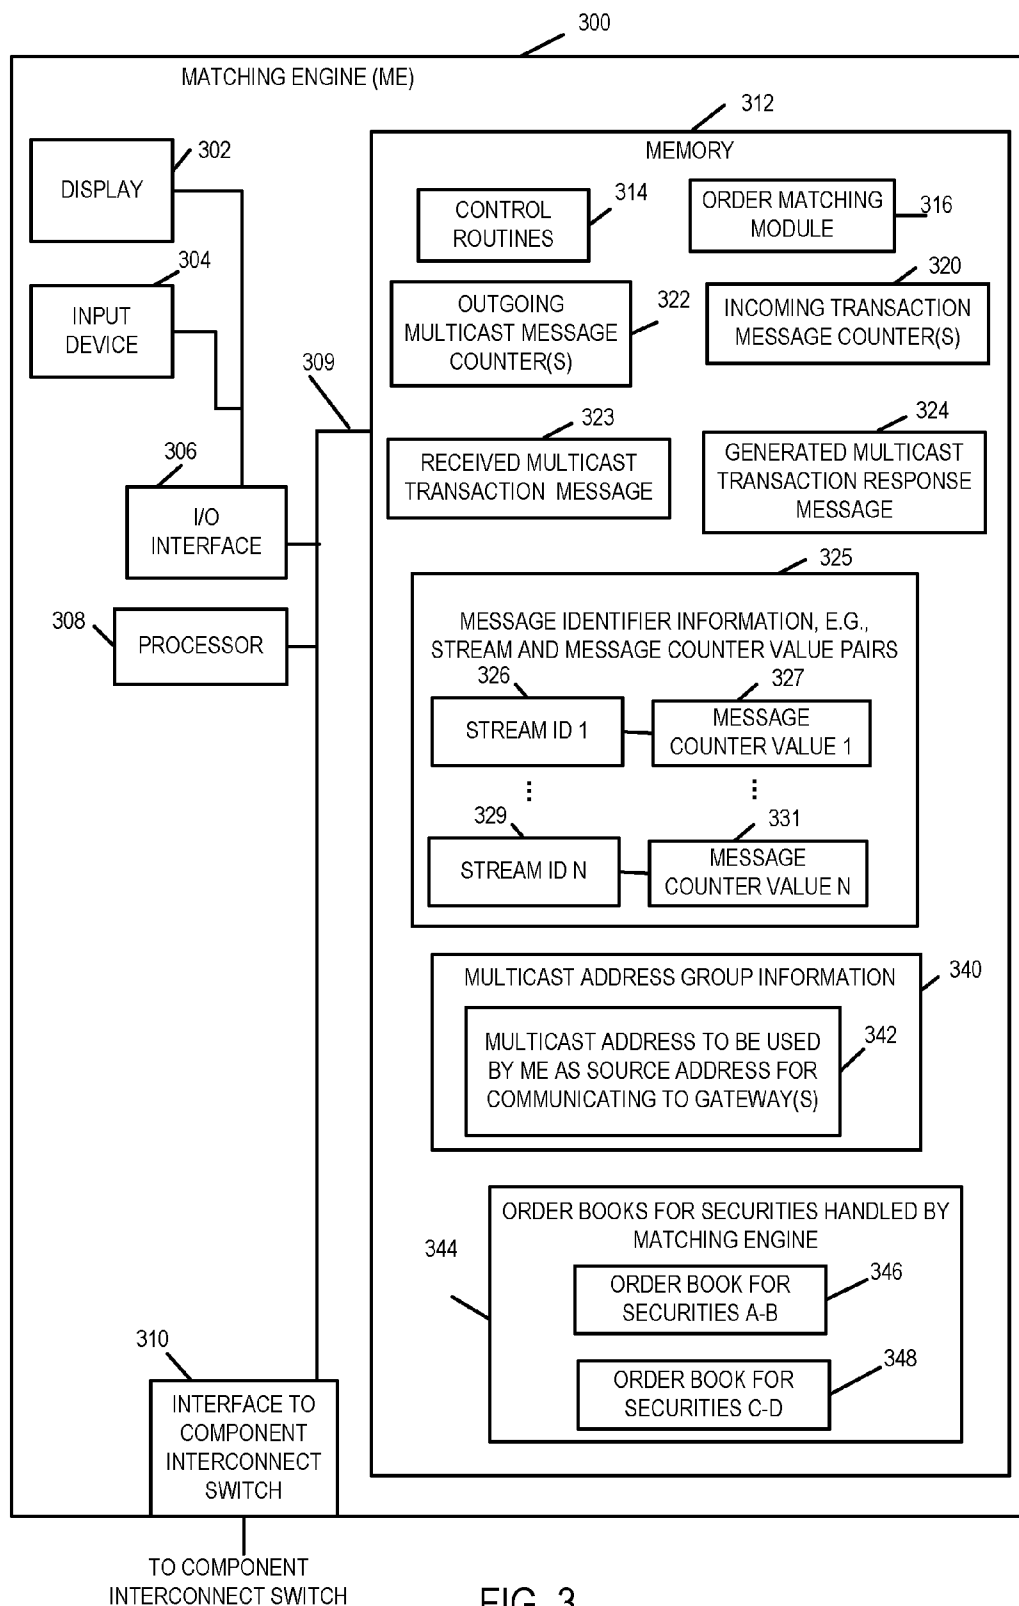 300
MATCHING ENGINE (ME)
312
MEMORY
302
DISPLAY
314
CONTROL
ROUTINES
ORDER MATCHING
MODULE
316
304
INPUT
DEVICE
OUTGOING
MULTICAST MESSAGE
COUNTER(S)
322
320
INCOMING TRANSACTION
MESSAGE COUNTER(S)
309
323
RECEIVED MULTICAST
TRANSACTION MESSAGE
324
GENERATED MULTICAST
TRANSACTION RESPONSE
MESSAGE
306
I/O
INTERFACE
308
PROCESSOR
325
MESSAGE IDENTIFIER INFORMATION, E.G.,
STREAM AND MESSAGE COUNTER VALUE PAIRS
326
STREAM ID 1
327
MESSAGE
COUNTER VALUE 1
⋮
⋮
329
STREAM ID N
331
MESSAGE
COUNTER VALUE N
340
MULTICAST ADDRESS GROUP INFORMATION
342
MULTICAST ADDRESS TO BE USED
BY ME AS SOURCE ADDRESS FOR
COMMUNICATING TO GATEWAY(S)
344
ORDER BOOKS FOR SECURITIES HANDLED BY
MATCHING ENGINE
346
ORDER BOOK FOR
SECURITIES A-B
348
ORDER BOOK FOR
SECURITIES C-D
310
INTERFACE TO
COMPONENT
INTERCONNECT
SWITCH
TO COMPONENT
INTERCONNECT SWITCH
FIG. 3